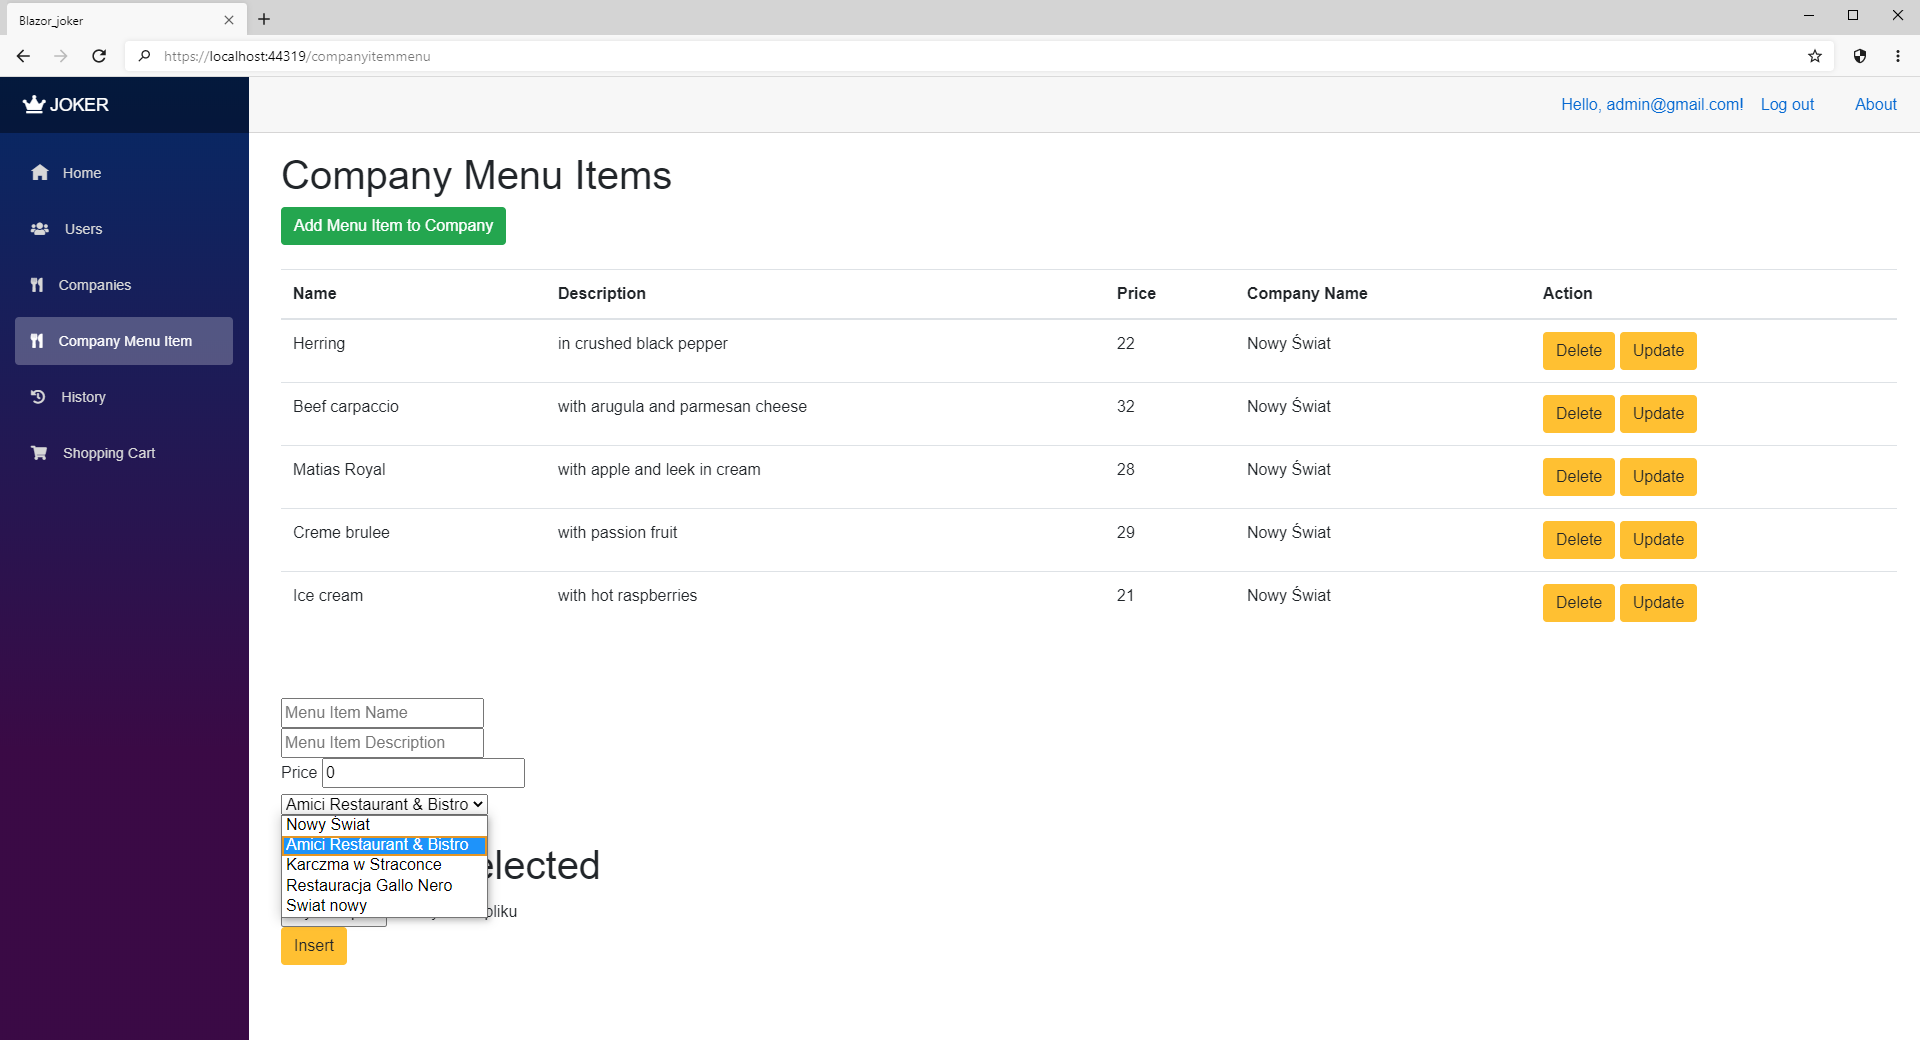 Blazor_joker
https://localhost:44319/companyitemmenu
JOKER
Hello, admin@gmail.com! Log out About
Home
Users
Companies
Company Menu Item
History
Shopping Cart
Company Menu Items
Add Menu Item to Company
Name Description Price Company Name Action
Herring in crushed black pepper 22 Nowy Świat Delete Update
Beef carpaccio with arugula and parmesan cheese 32 Nowy Świat Delete Update
Matias Royal with apple and leek in cream 28 Nowy Świat Delete Update
Creme brulee with passion fruit 29 Nowy Świat Delete Update
Ice cream with hot raspberries 21 Nowy Świat Delete Update
Menu Item Name
Menu Item Description
Price 0
Amici Restaurant & Bistro
Nowy Świat
Amici Restaurant & Bistro
Karczma w Straconce
Restauracja Gallo Nero
Swiat nowy
elected
pliku
Insert